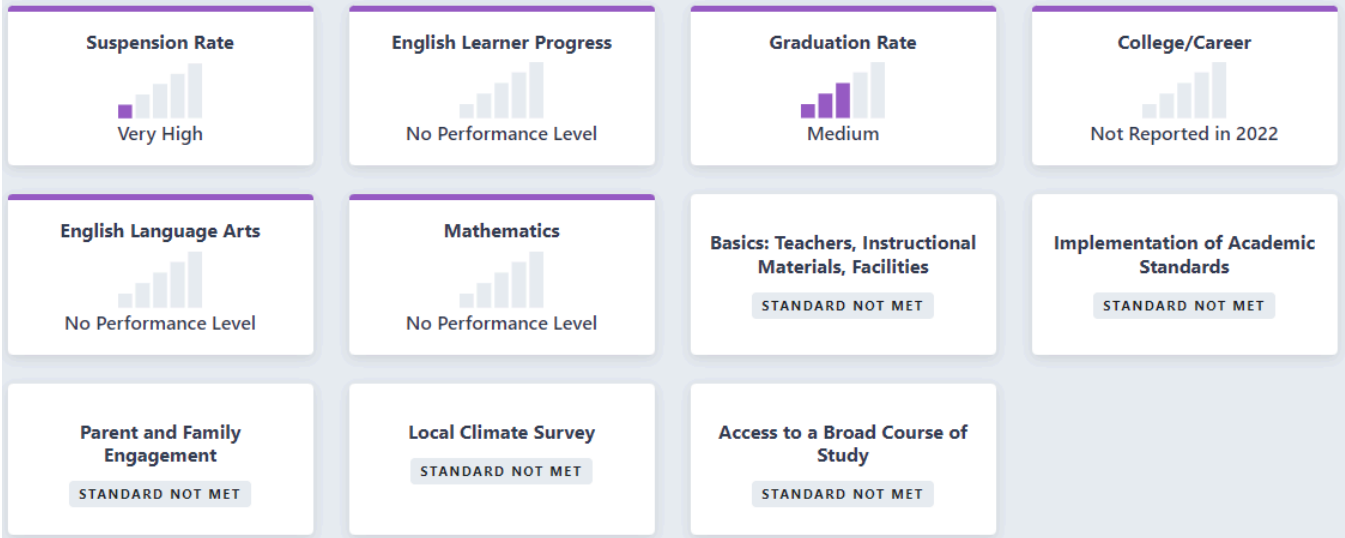 Suspension Rate
Very High
English Learner Progress
No Performance Level
Graduation Rate
Medium
College/Career
Not Reported in 2022
English Language Arts
No Performance Level
Mathematics
No Performance Level
Basics: Teachers, Instructional
Materials, Facilities
STANDARD NOT MET
Implementation of Academic
Standards
STANDARD NOT MET
Parent and Family
Engagement
STANDARD NOT MET
Local Climate Survey
STANDARD NOT MET
Access to a Broad Course of
Study
STANDARD NOT MET